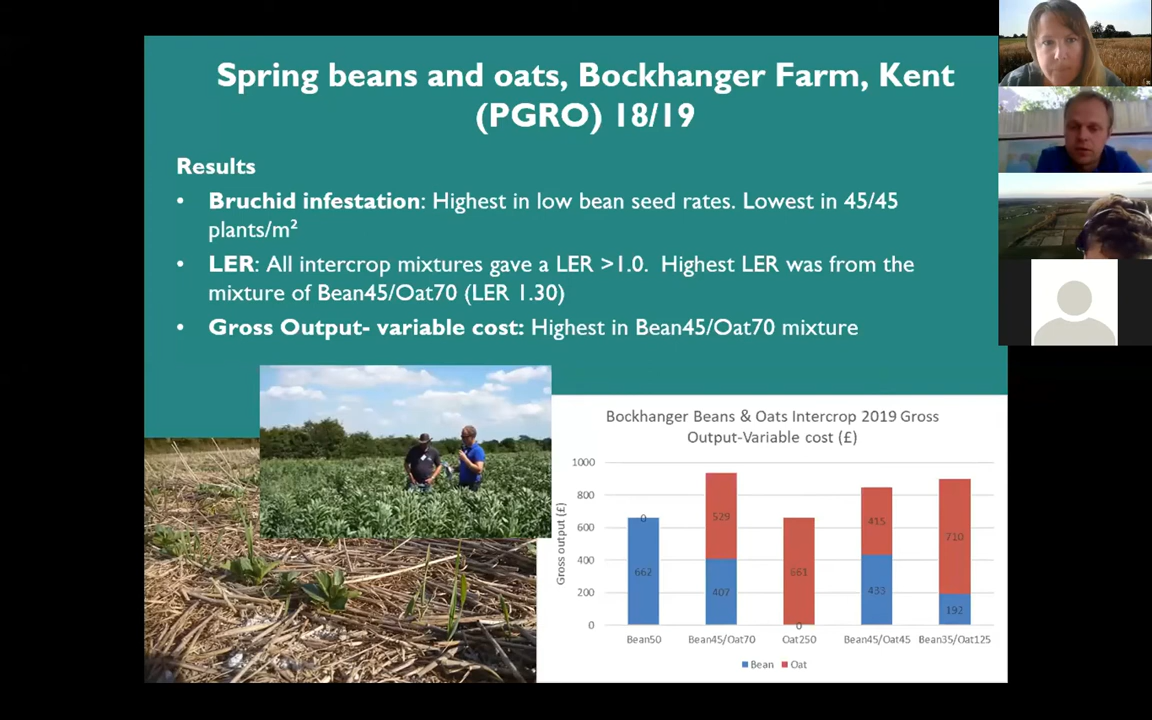 Spring beans and oats, Bockhanger Farm, Kent
(PGRO) 18/19
Results
• Bruchid infestation: Highest in low bean seed rates. Lowest in 45/45
plants/m²
• LER: All intercrop mixtures gave a LER >1.0. Highest LER was from the
mixture of Bean45/Oat70 (LER 1.30)
• Gross Output- variable cost: Highest in Bean45/Oat70 mixture
Bockhanger Beans & Oats Intercrop 2019 Gross
Output-Variable cost (£)
Gross output (£)
1000
800
600
400
200
0
0
662
529
407
661
0
415
433
710
192
Bean50 Bean45/Oat70 Oat250 Bean45/Oat45 Bean35/Oat125
Bean Oat